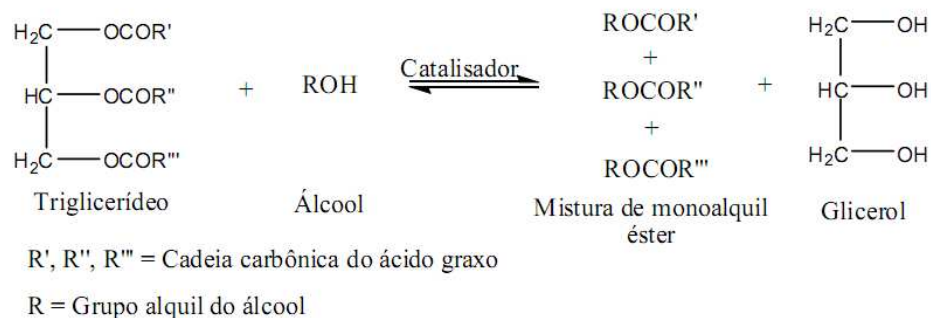 H₂C—OCOR' ROCOR' H₂C—OH
+
HC—OCOR" + ROH Catalisador ROCOR" + HC—OH
+
H₂C—OCOR''' ROCOR''' H₂C—OH
Triglicerídeo Álcool Mistura de monoalquil Glicerol
éster
R', R", R''' = Cadeia carbônica do ácido graxo
R = Grupo alquil do álcool